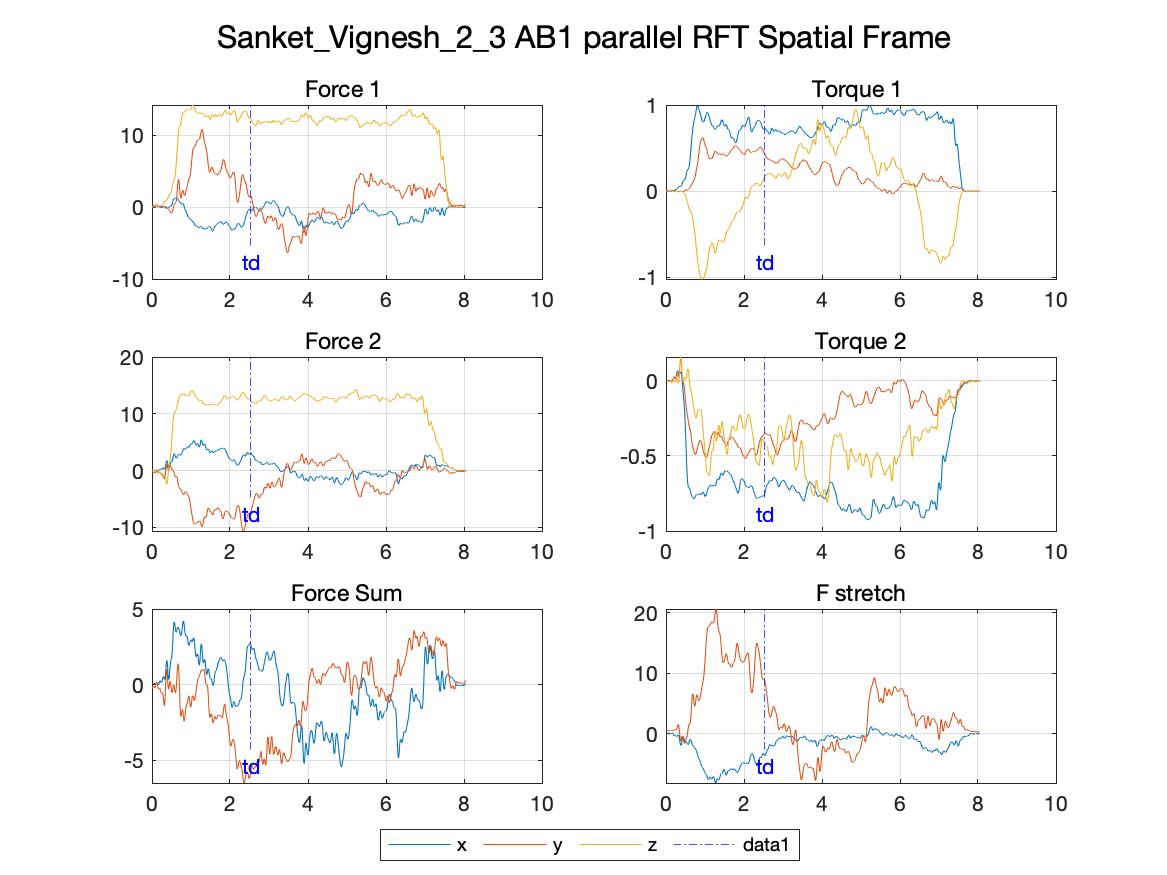 Sanket_Vignesh_2_3 AB1 parallel RFT Spatial Frame
Force 1
10
0
-10
td
0 2 4 6 8 10
Torque 1
1
0
-1
td
0 2 4 6 8 10
Force 2
20
10
0
-10
td
0 2 4 6 8 10
Torque 2
0
-0.5
-1
td
0 2 4 6 8 10
Force Sum
5
0
-5
td
0 2 4 6 8 10
F stretch
20
10
0
td
0 2 4 6 8 10
x y z data1